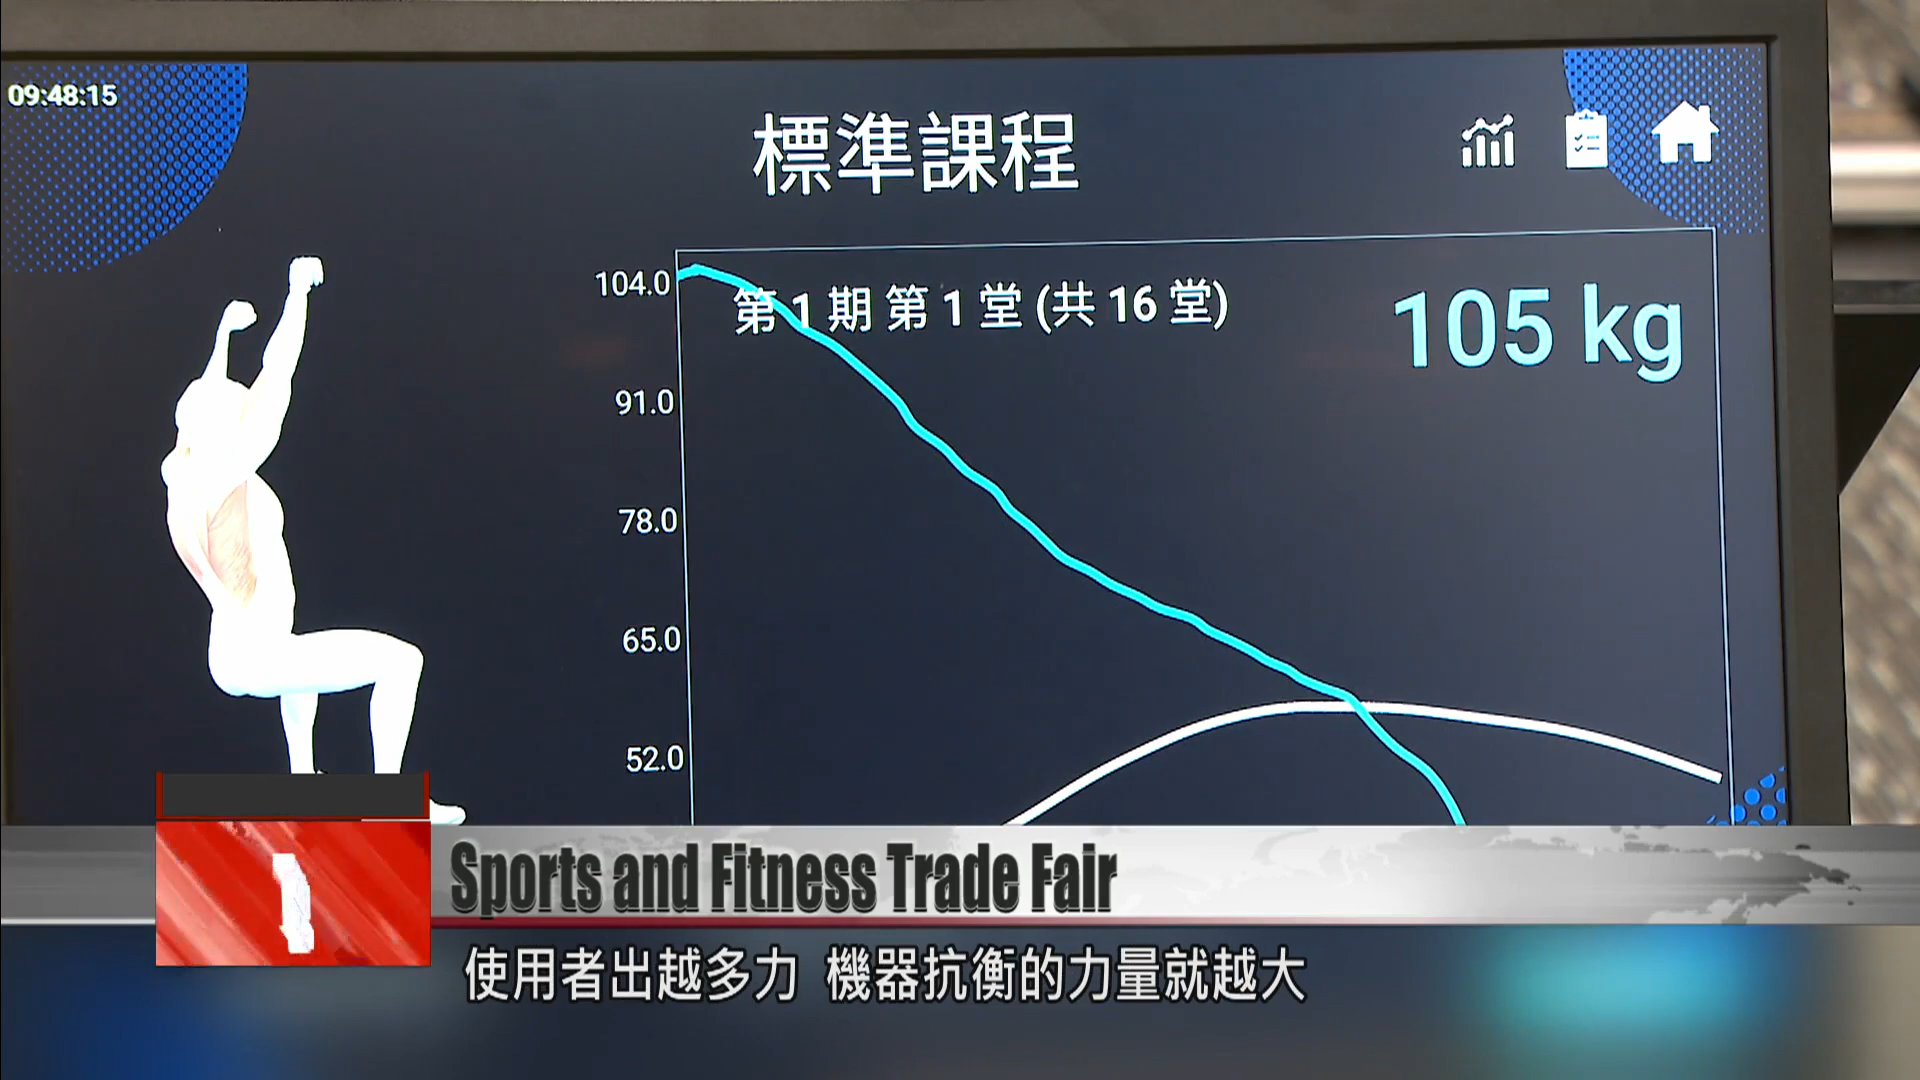 09:48:15
標準課程
104.0
第 1 期 第 1 堂 (共 16 堂)
105 kg
91.0
78.0
65.0
52.0
1
Sports and Fitness Trade Fair
使用者出越多力 機器抗衡的力量就越大